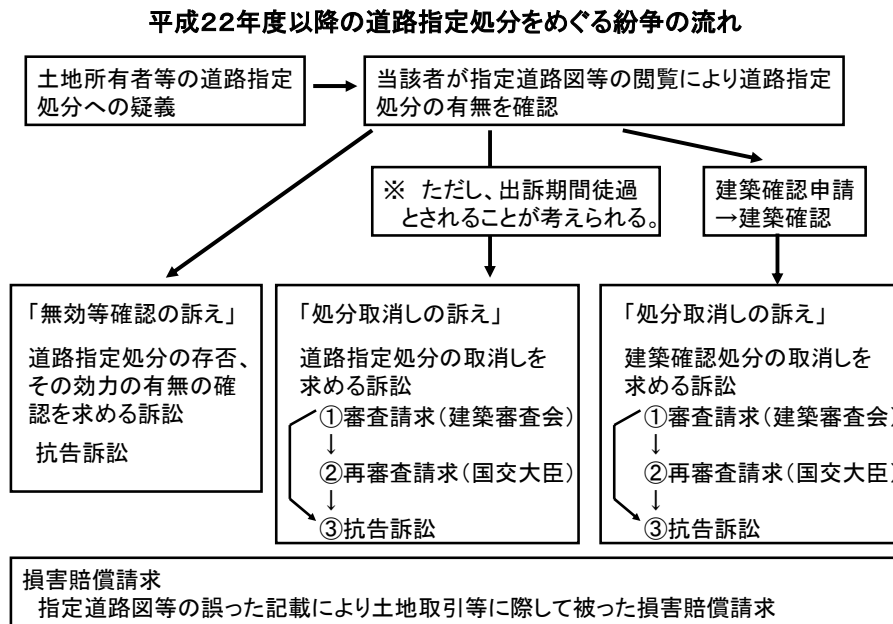 平成22年度以降の道路指定処分をめぐる紛争の流れ
土地所有者等の道路指定
処分への疑義
当該者が指定道路図等の閲覧により道路指定
処分の有無を確認
※ ただし、出訴期間徒過
とされることが考えられる。
建築確認申請
→建築確認
「無効等確認の訴え」
道路指定処分の存否、
その効力の有無の確
認を求める訴訟
抗告訴訟
「処分取消しの訴え」
道路指定処分の取消しを
求める訴訟
①審査請求(建築審査会)
↓
②再審査請求(国交大臣)
↓
③抗告訴訟
「処分取消しの訴え」
建築確認処分の取消しを
求める訴訟
①審査請求(建築審査会)
↓
②再審査請求(国交大臣)
↓
③抗告訴訟
損害賠償請求
指定道路図等の誤った記載により土地取引等に際して被った損害賠償請求